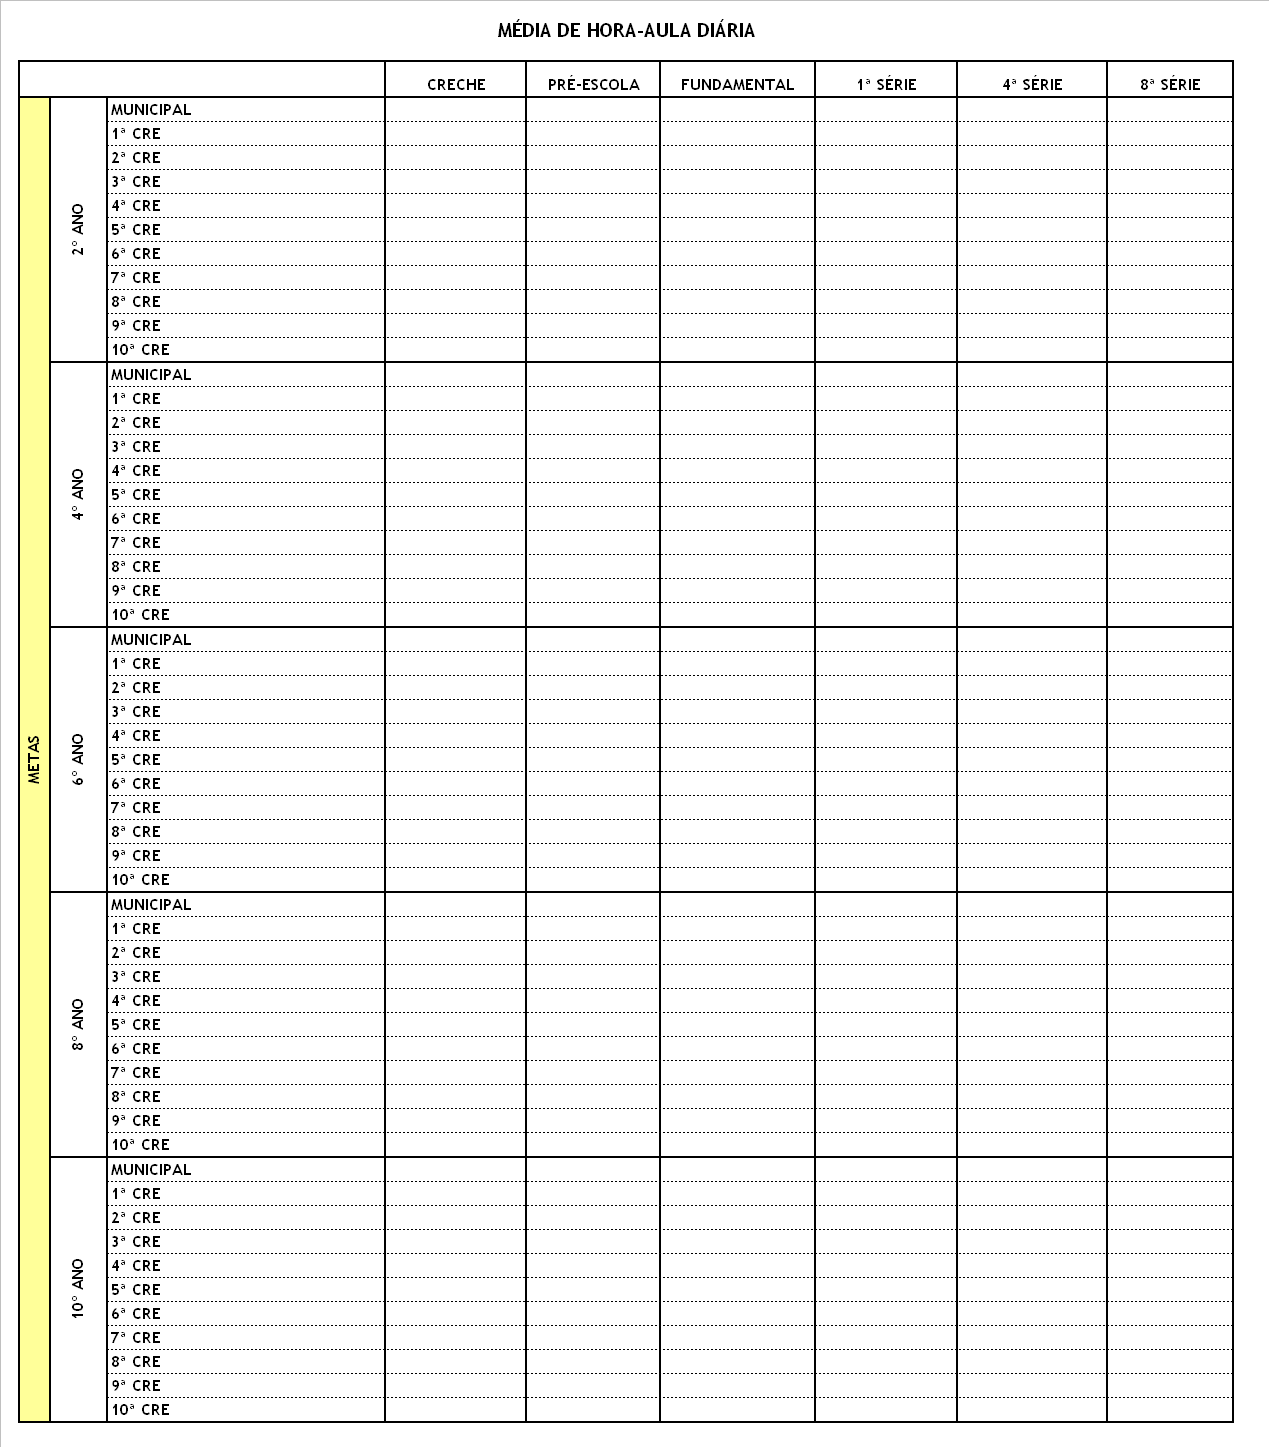 MÉDIA DE HORA-AULA DIÁRIA
CRECHE PRÉ-ESCOLA FUNDAMENTAL 1ª SÉRIE 4ª SÉRIE 8ª SÉRIE
METAS
2° ANO
MUNICIPAL
1ª CRE
2ª CRE
3ª CRE
4ª CRE
5ª CRE
6ª CRE
7ª CRE
8ª CRE
9ª CRE
10ª CRE
4° ANO
MUNICIPAL
1ª CRE
2ª CRE
3ª CRE
4ª CRE
5ª CRE
6ª CRE
7ª CRE
8ª CRE
9ª CRE
10ª CRE
6° ANO
MUNICIPAL
1ª CRE
2ª CRE
3ª CRE
4ª CRE
5ª CRE
6ª CRE
7ª CRE
8ª CRE
9ª CRE
10ª CRE
8° ANO
MUNICIPAL
1ª CRE
2ª CRE
3ª CRE
4ª CRE
5ª CRE
6ª CRE
7ª CRE
8ª CRE
9ª CRE
10ª CRE
10° ANO
MUNICIPAL
1ª CRE
2ª CRE
3ª CRE
4ª CRE
5ª CRE
6ª CRE
7ª CRE
8ª CRE
9ª CRE
10ª CRE